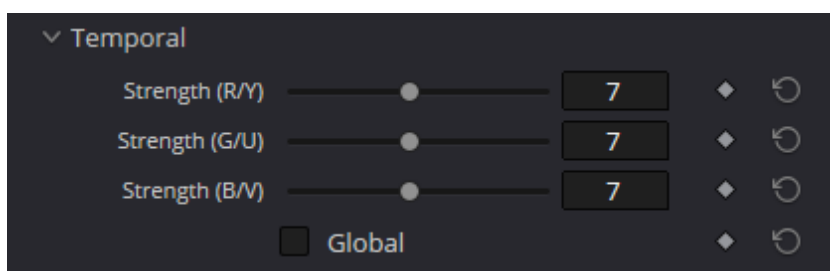 Temporal
Strength (R/Y) 7
Strength (G/U) 7
Strength (B/V) 7
Global